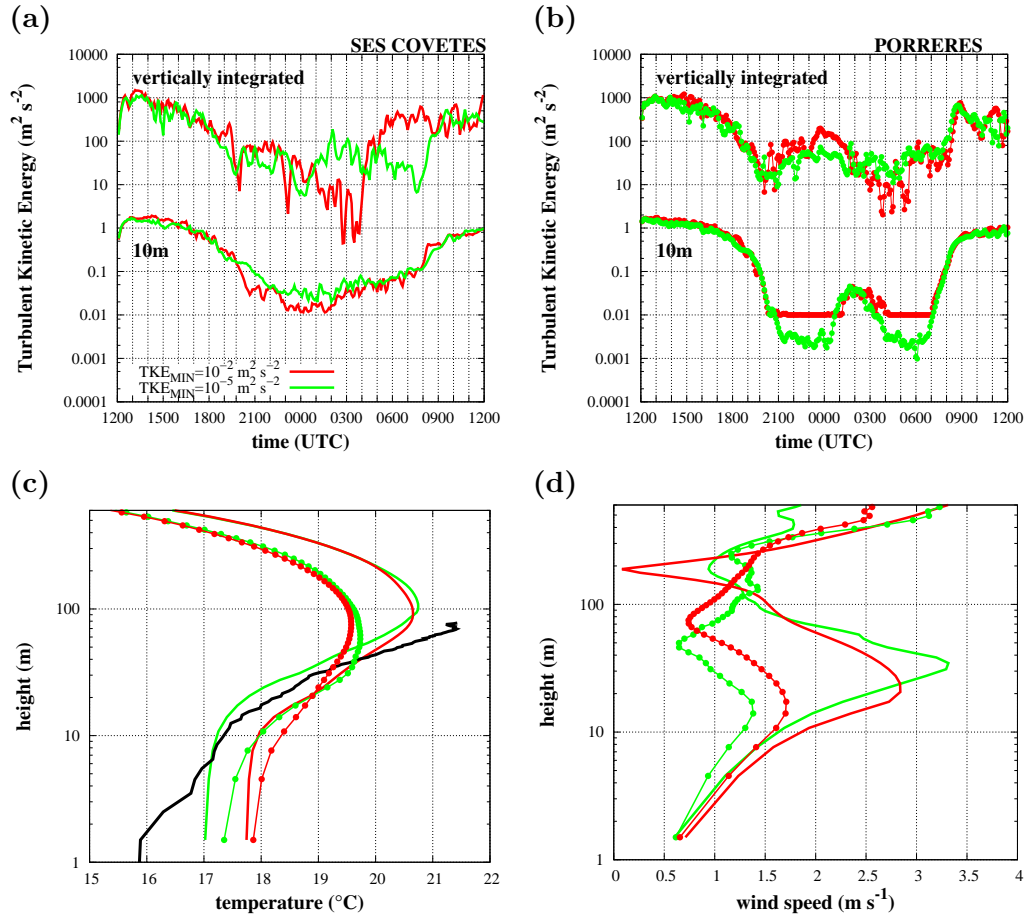 (a)
SES COVETES
vertically integrated
10m
Turbulent Kinetic Energy (m² s⁻²)
10000
1000
100
10
1
0.1
0.01
0.001
0.0001
TKE_MIN=10⁻² m² s⁻²
TKE_MIN=10⁻⁵ m² s⁻²
1200 1500 1800 2100 0000 0300 0600 0900 1200
time (UTC)
(b)
PORRERES
vertically integrated
10m
Turbulent Kinetic Energy (m² s⁻²)
10000
1000
100
10
1
0.1
0.01
0.001
0.0001
1200 1500 1800 2100 0000 0300 0600 0900 1200
time (UTC)
(c)
height (m)
100
10
1
15 16 17 18 19 20 21 22
temperature (°C)
(d)
height (m)
100
10
1
0 0.5 1 1.5 2 2.5 3 3.5 4
wind speed (m s⁻¹)